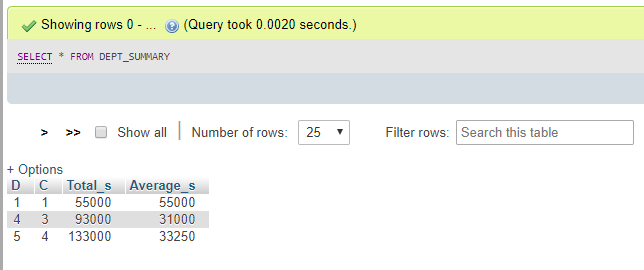 Showing rows 0 - ... (Query took 0.0020 seconds.)
SELECT * FROM DEPT_SUMMARY
> >> Show all | Number of rows: 25 Filter rows: Search this table
+ Options
D C Total_s Average_s
1 1 55000 55000
4 3 93000 31000
5 4 133000 33250